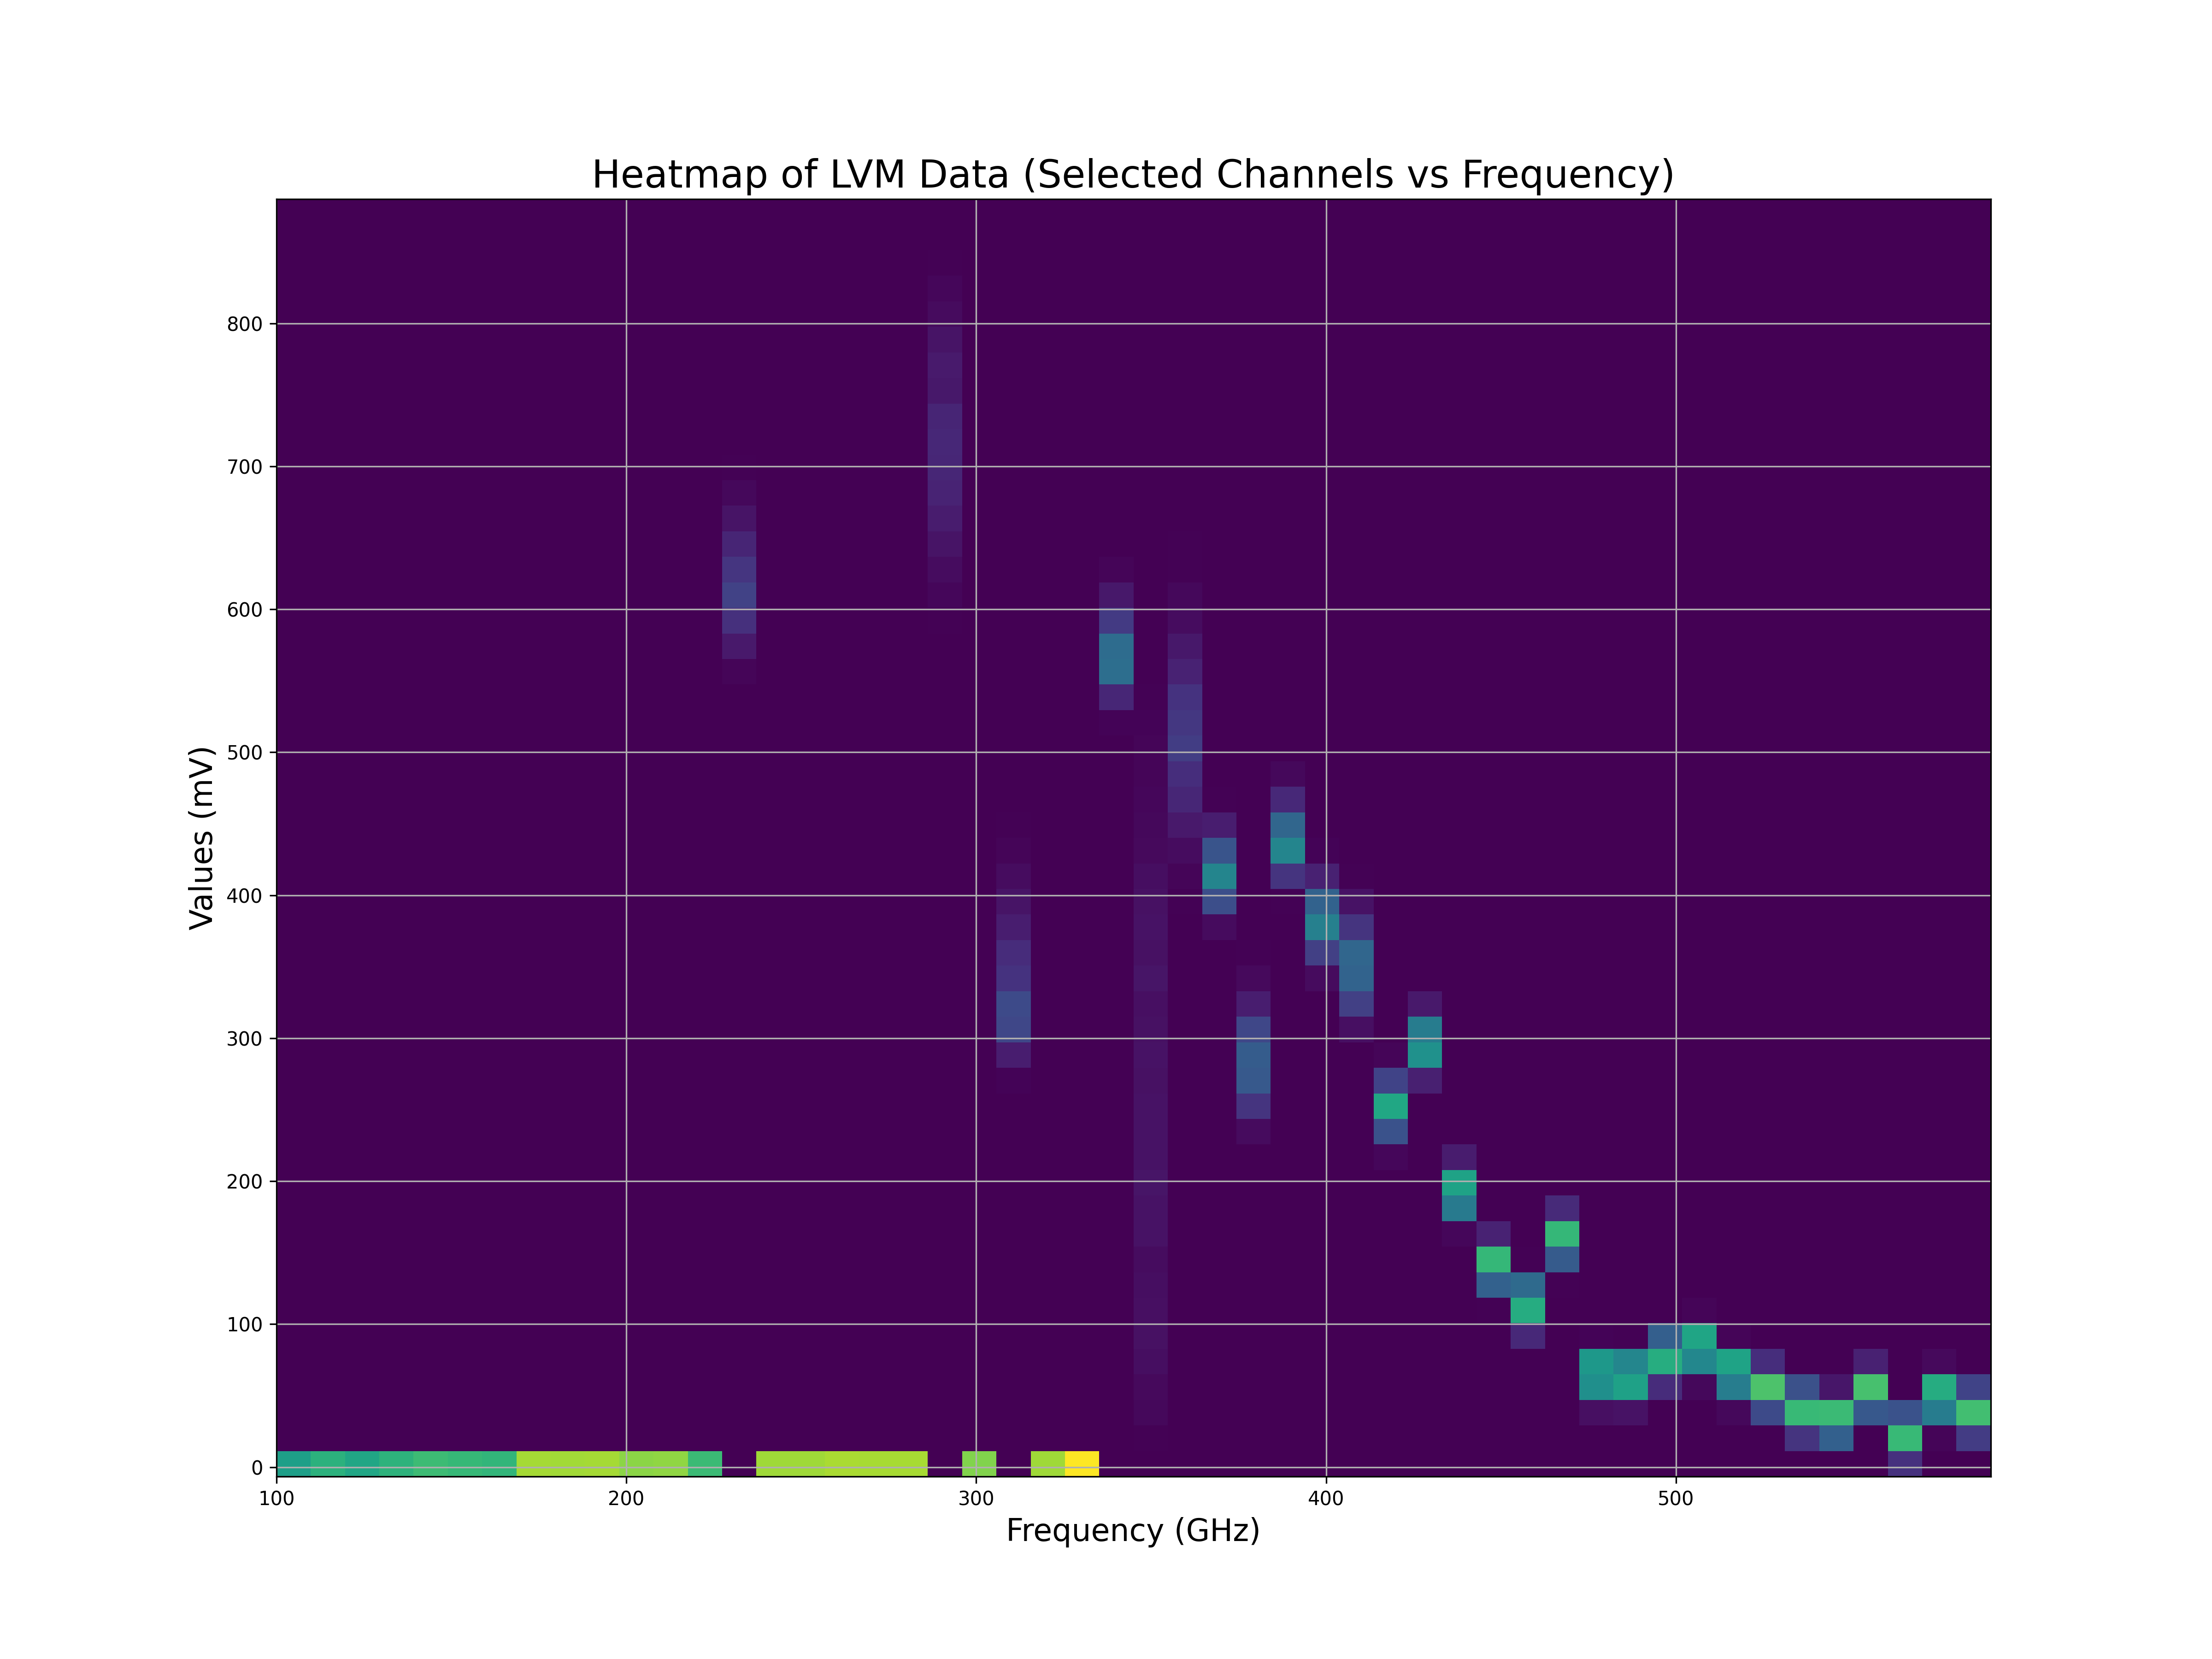 Heatmap of LVM Data (Selected Channels vs Frequency)
800
700
600
500
400
300
200
100
0
Values (mV)
100 200 300 400 500
Frequency (GHz)